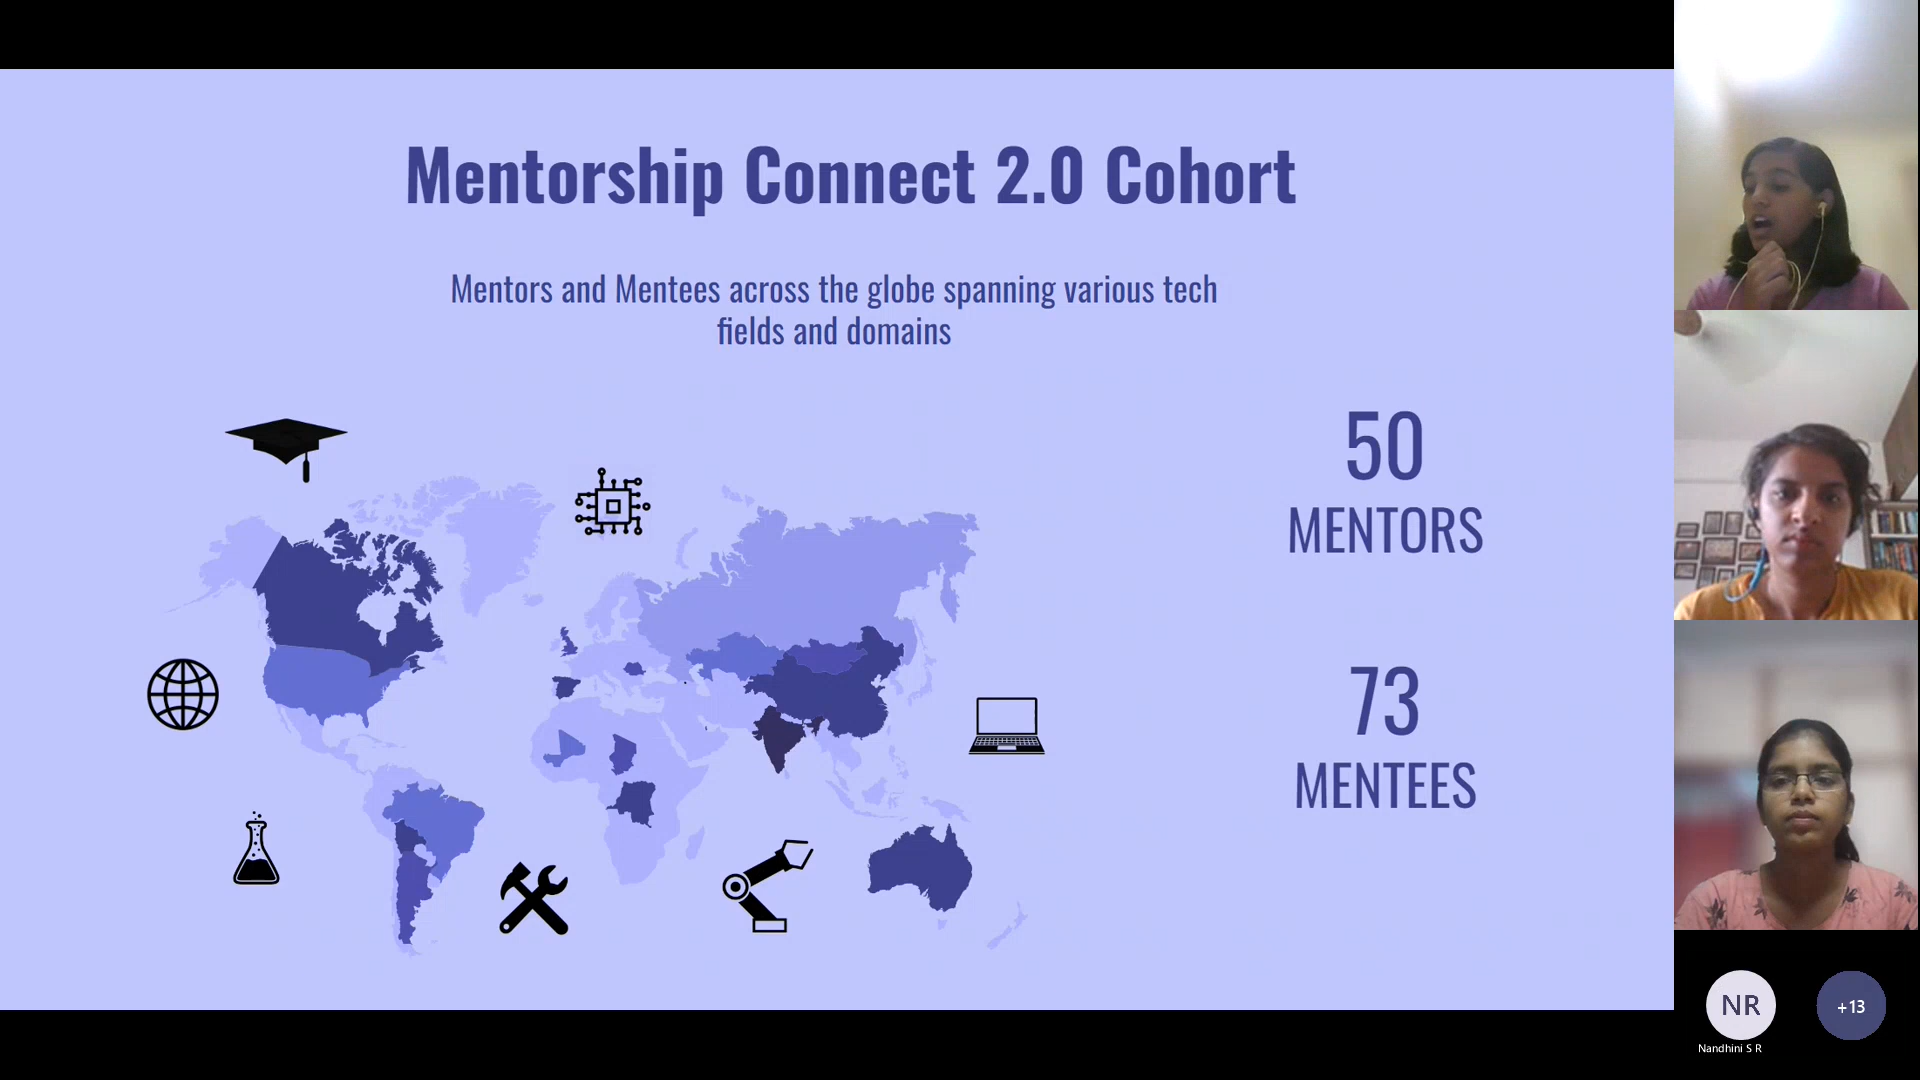 Mentorship Connect 2.0 Cohort
Mentors and Mentees across the globe spanning various tech
fields and domains
50
MENTORS
73
MENTEES
NR
+13
Nandhini S R